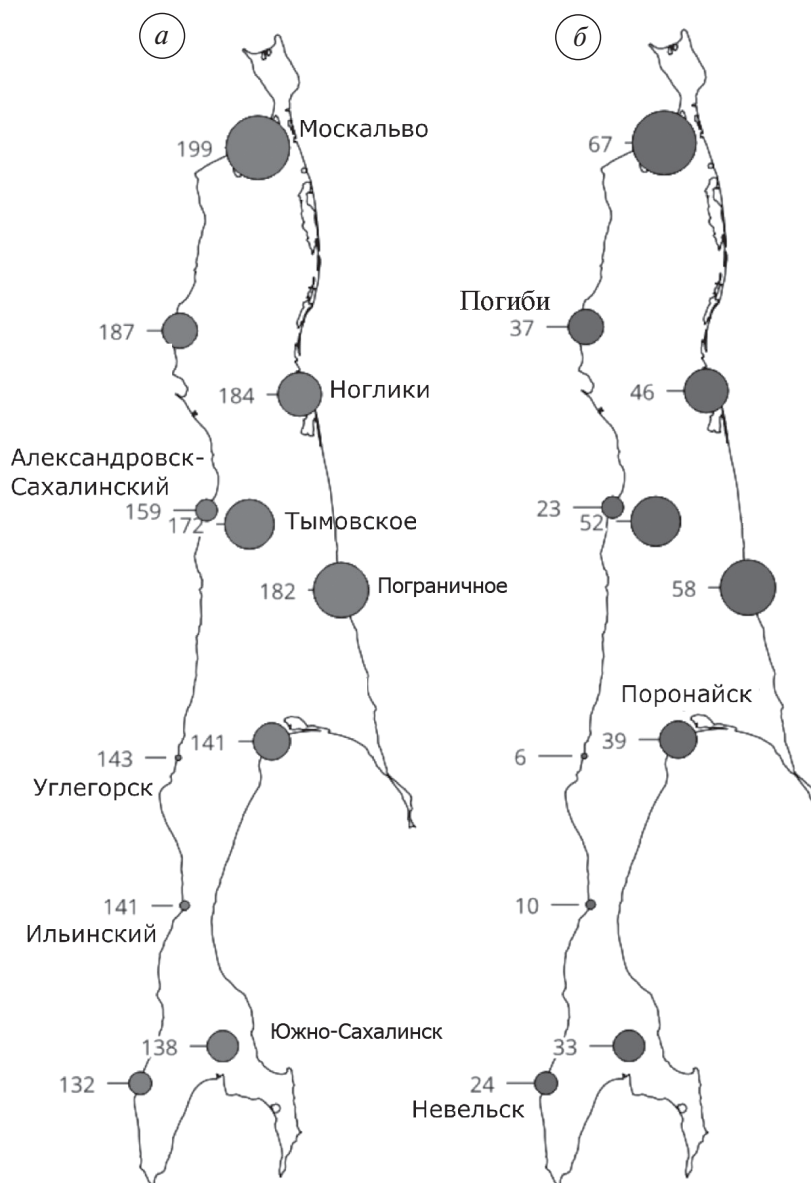 а
Москальво
199
187
184
Ноглики
Александровск-
Сахалинский
159
172
Тымовское
182
Пограничное
141
143
Углегорск
141
Ильинский
138
Южно-Сахалинск
132
б
67
Погиби
37
46
23
52
58
Поронайск
39
6
10
33
24
Невельск